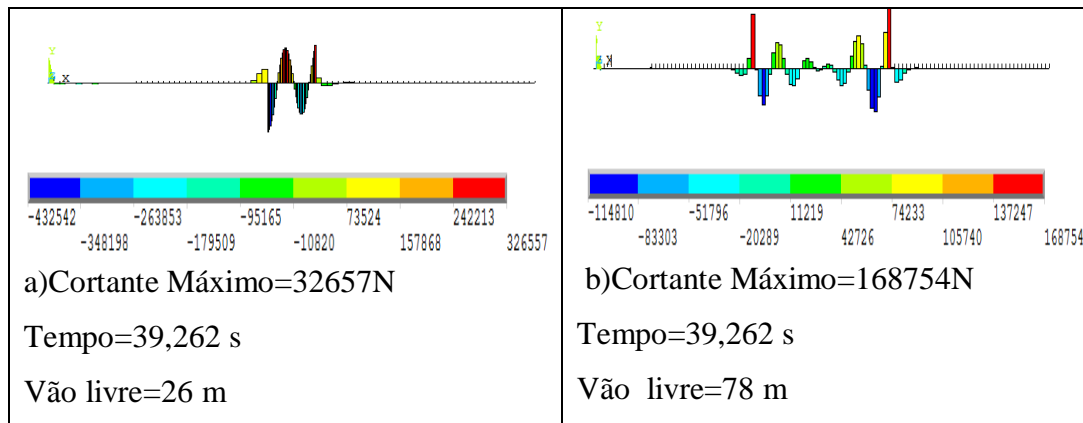 Y
X
-432542 -263853 -95165 73524 242213
-348198 -179509 -10820 157868 326557
a)Cortante Máximo=32657N
Tempo=39,262 s
Vão livre=26 m
Y
X
-114810 -51796 11219 74233 137247
-83303 -20289 42726 105740 168754
b)Cortante Máximo=168754N
Tempo=39,262 s
Vão livre=78 m